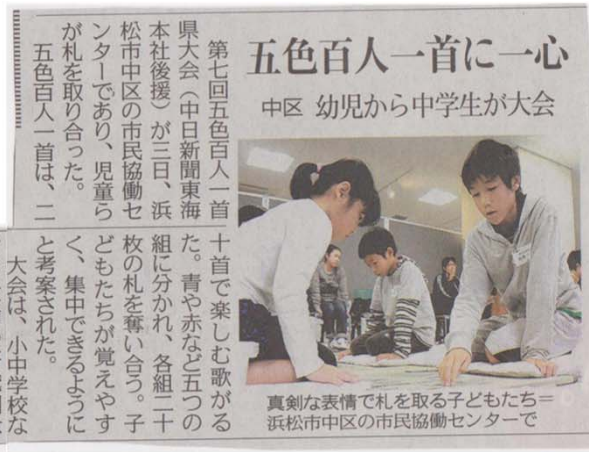 五色百人一首に一心
中区 幼児から中学生が大会
第七回五色百人一首
県大会（中日新聞東海
本社後援）が三日、浜
松市中区の市民協働セ
ンターであり、児童ら
が札を取り合った。
五色百人一首は、二
十首で楽しむ歌がる
た。青や赤など五つの
組に分かれ、各組二十
枚の札を奪い合う。子
どもたちが覚えやす
く、集中できるように
と考案された。
大会は、小中学校な
真剣な表情で札を取る子どもたち＝
浜松市中区の市民協働センターで